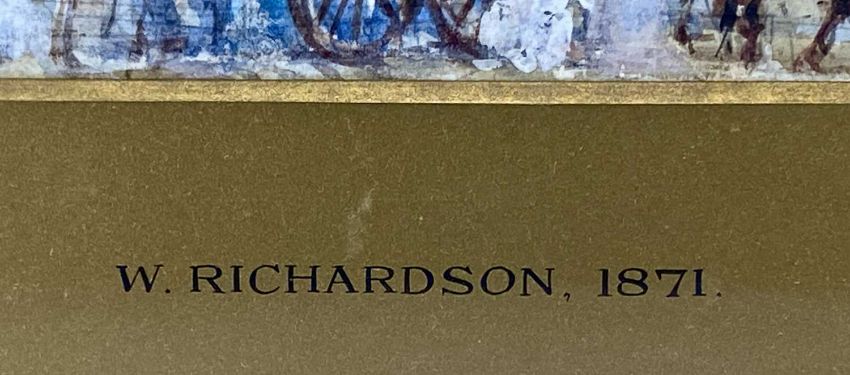 W. RICHARDSON, 1871.